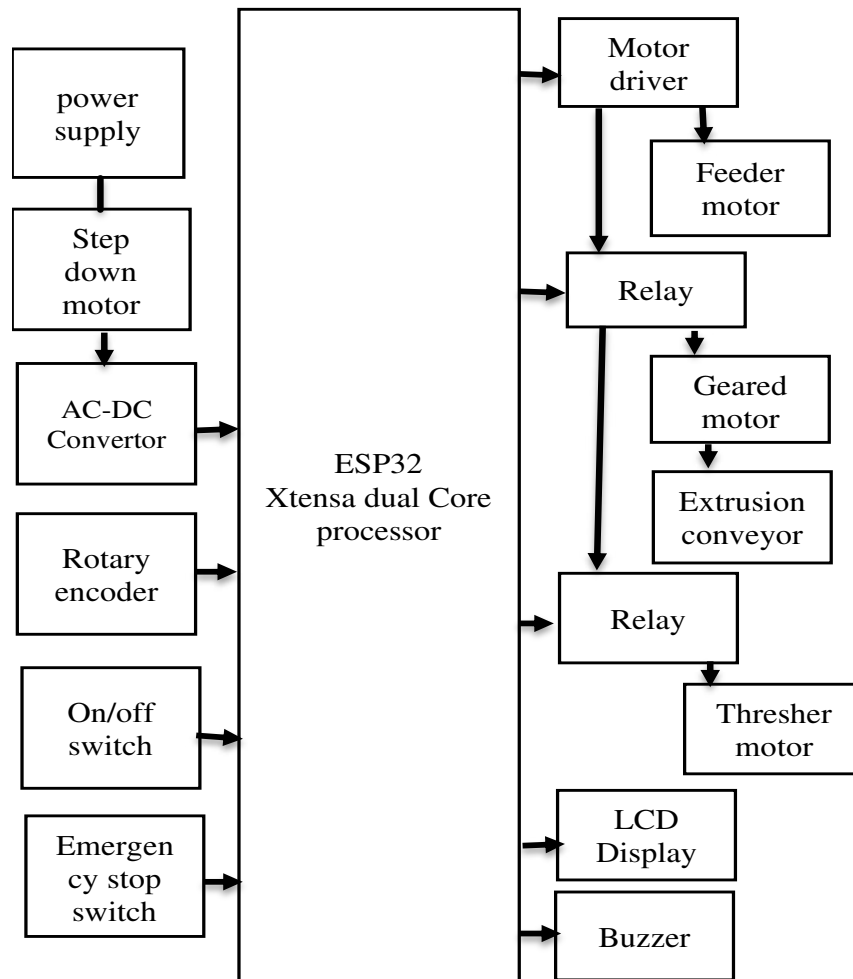 power
supply
Step
down
motor
AC-DC
Convertor
Rotary
encoder
On/off
switch
Emergen
cy stop
switch
ESP32
Xtensa dual Core
processor
Motor
driver
Feeder
motor
Relay
Geared
motor
Extrusion
conveyor
Relay
Thresher
motor
LCD
Display
Buzzer